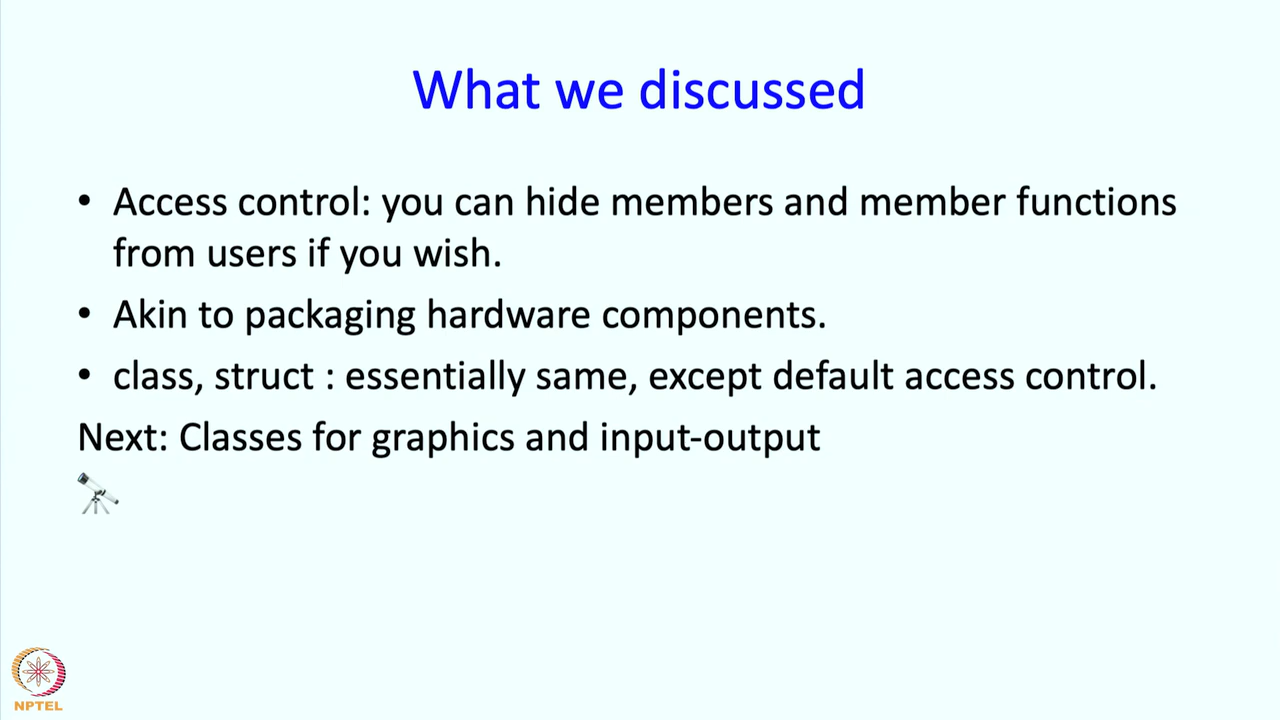 What we discussed
• Access control: you can hide members and member functions
from users if you wish.
• Akin to packaging hardware components.
• class, struct : essentially same, except default access control.
Next: Classes for graphics and input-output
NPTEL